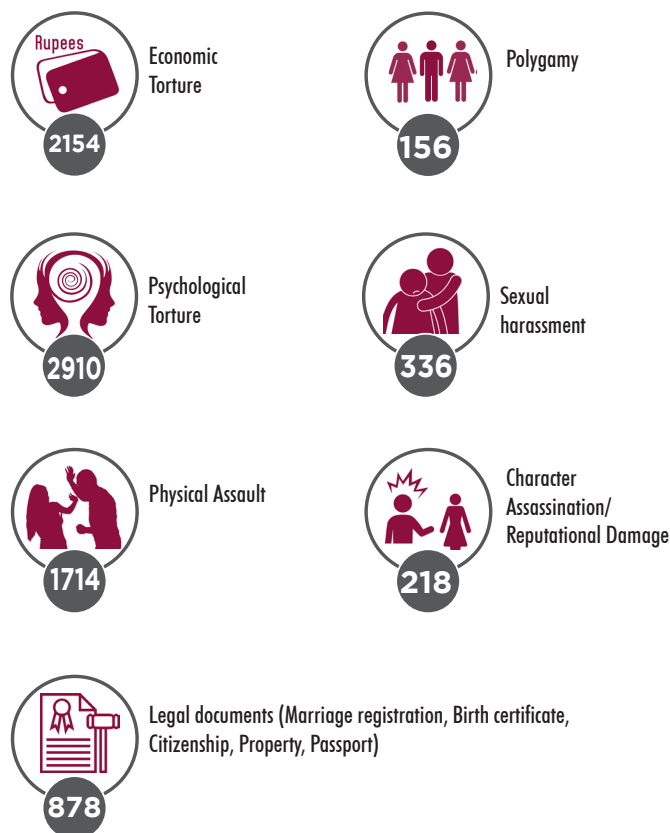 Rupees
Economic
Torture
2154
Polygamy
156
Psychological
Torture
2910
Sexual
harassment
336
Physical Assault
1714
Character
Assassination/
Reputational Damage
218
Legal documents (Marriage registration, Birth certificate,
Citizenship, Property, Passport)
878